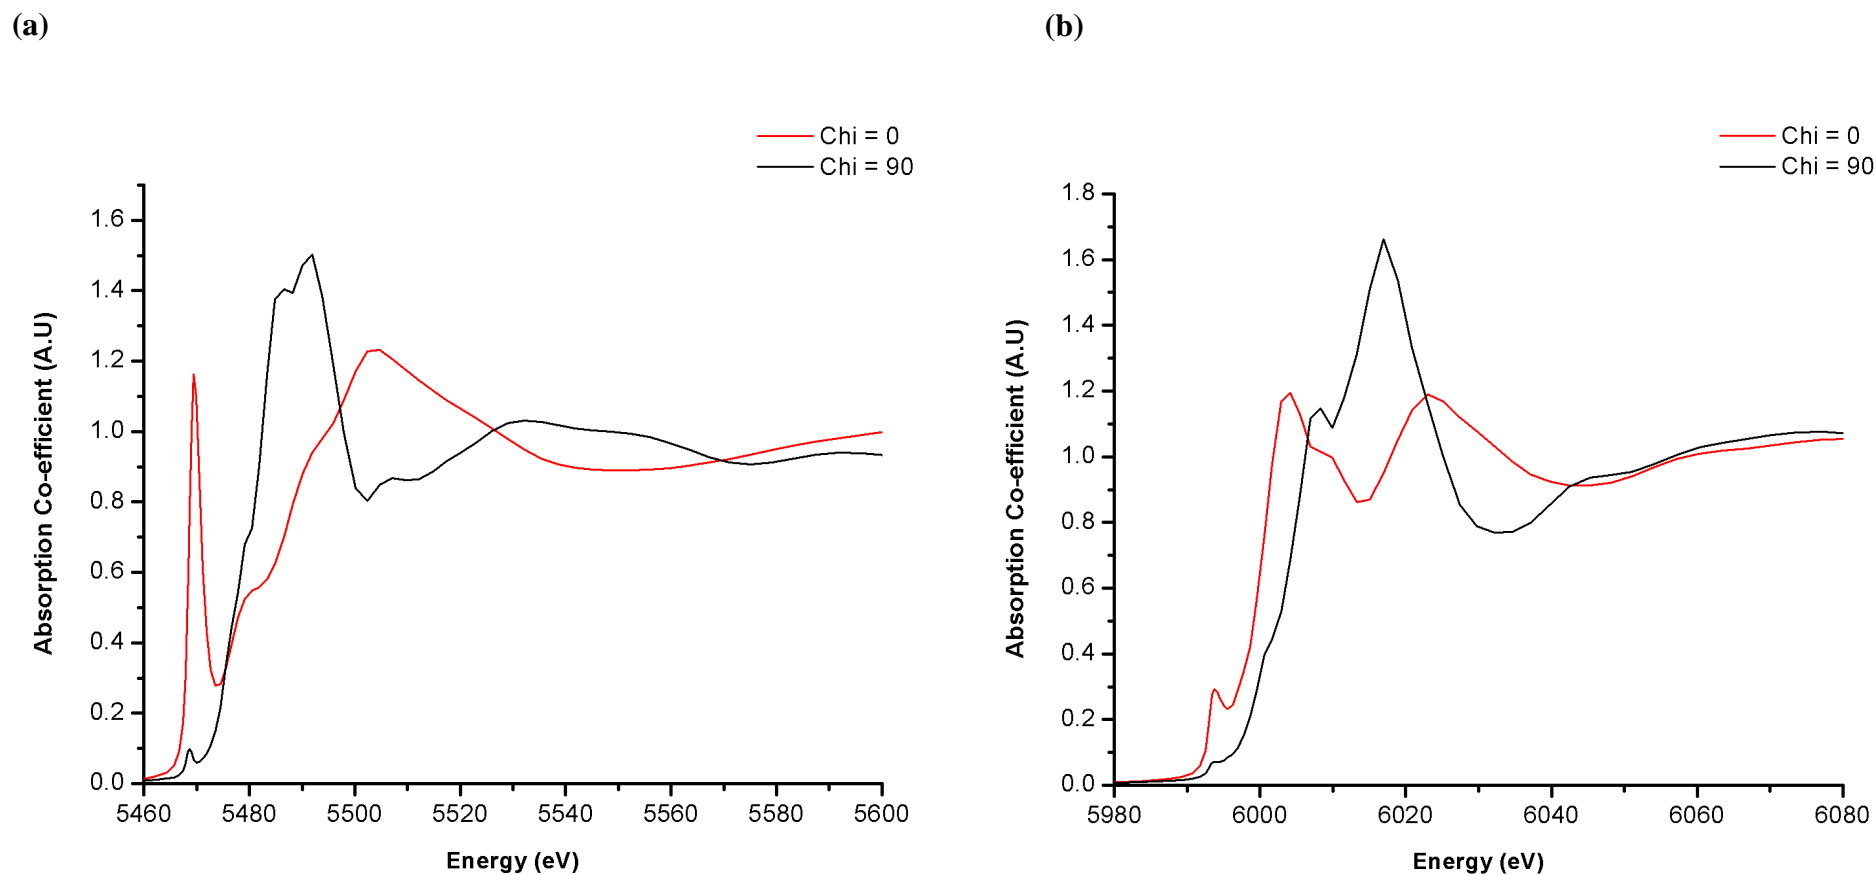 (a)
Chi = 0
Chi = 90
1.6
1.4
1.2
1.0
0.8
0.6
0.4
0.2
0.0
5460 5480 5500 5520 5540 5560 5580 5600
Absorption Co-efficient (A.U)
Energy (eV)
(b)
Chi = 0
Chi = 90
1.8
1.6
1.4
1.2
1.0
0.8
0.6
0.4
0.2
0.0
5980 6000 6020 6040 6060 6080
Absorption Co-efficient (A.U)
Energy (eV)